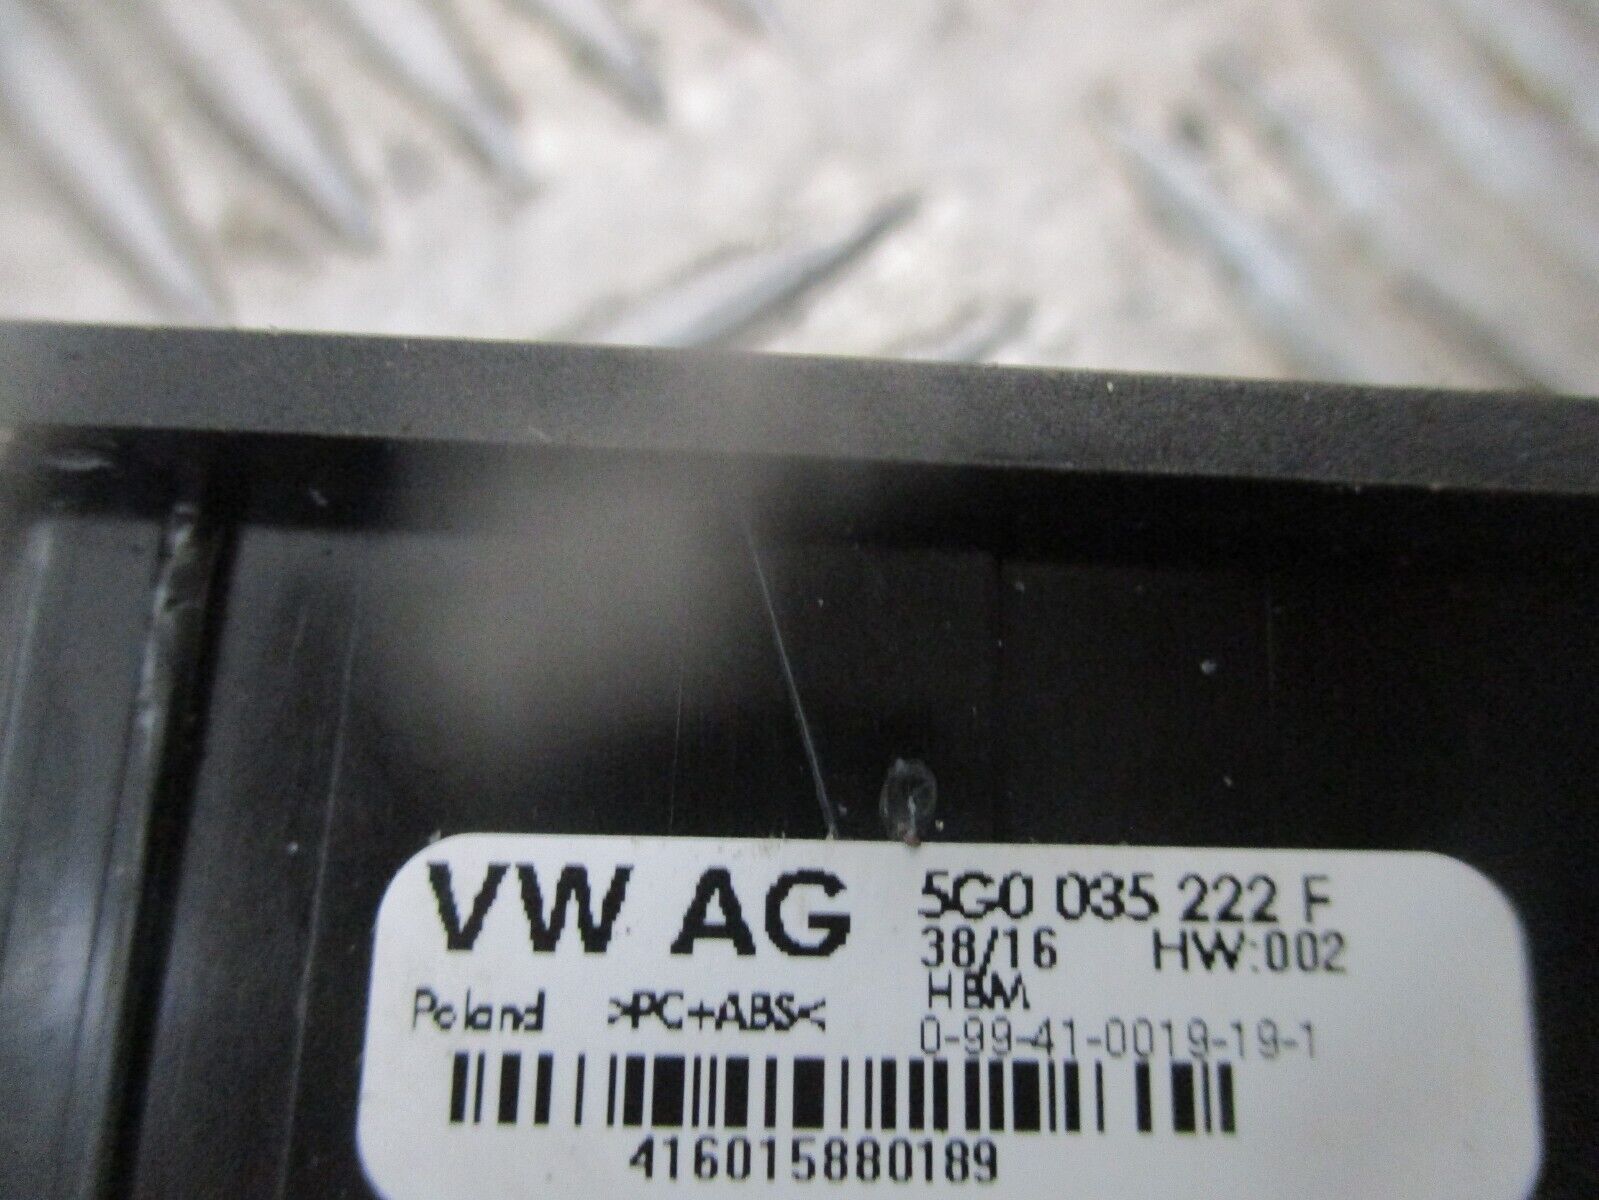 VW AG 5G0 035 222 F
38/16 HW:002
HBM
Poland >PC+ABS<
0-99-41-0019-19-1
416015880189